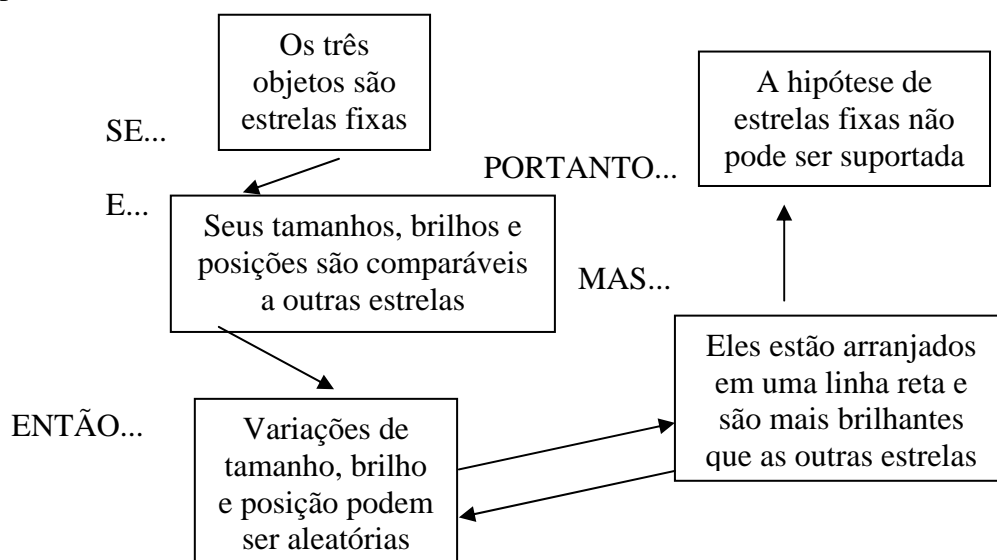 SE...
Os três
objetos são
estrelas fixas
E...
Seus tamanhos, brilhos e
posições são comparáveis
a outras estrelas
ENTÃO...
Variações de
tamanho, brilho
e posição podem
ser aleatórias
MAS...
Eles estão arranjados
em uma linha reta e
são mais brilhantes
que as outras estrelas
PORTANTO...
A hipótese de
estrelas fixas não
pode ser suportada